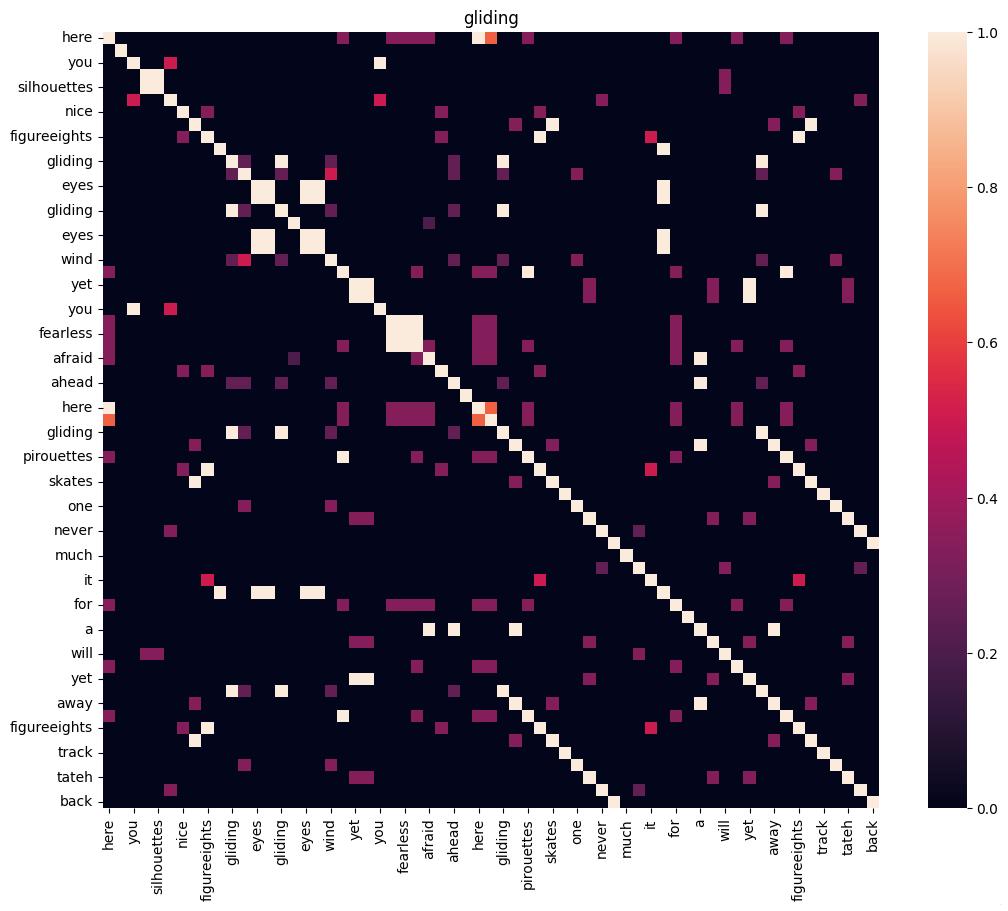 gliding
here
you
silhouettes
nice
figureeights
gliding
eyes
gliding
eyes
wind
yet
you
fearless
afraid
ahead
here
gliding
pirouettes
skates
one
never
much
it
for
a
will
yet
away
figureeights
track
tateh
back
here
you
silhouettes
nice
figureeights
gliding
eyes
gliding
eyes
wind
yet
you
fearless
afraid
ahead
here
gliding
pirouettes
skates
one
never
much
it
for
a
will
yet
away
figureeights
track
tateh
back
1.0
0.8
0.6
0.4
0.2
0.0